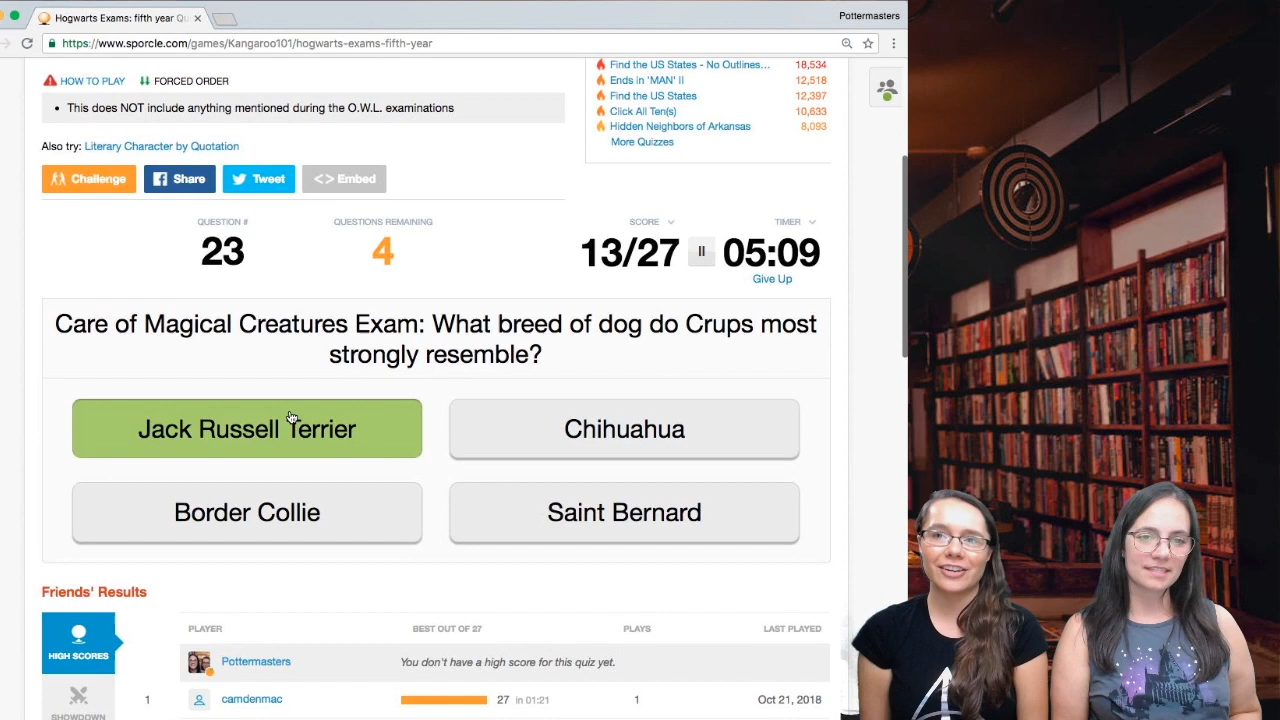 Hogwarts Exams: fifth year Qu
Pottermasters
https://www.sporcle.com/games/Kangaroo101/hogwarts-exams-fifth-year
HOW TO PLAY FORCED ORDER
• This does NOT include anything mentioned during the O.W.L. examinations
Also try: Literary Character by Quotation
Challenge Share Tweet <> Embed
Find the US States - No Outlines... 18,534
Ends in 'MAN' II 12,518
Find the US States 12,397
Click All Ten(s) 10,633
Hidden Neighbors of Arkansas 8,093
More Quizzes
QUESTION # QUESTIONS REMAINING SCORE TIMER
23 4 13/27 05:09
Give Up
Care of Magical Creatures Exam: What breed of dog do Crups most
strongly resemble?
Jack Russell Terrier Chihuahua
Border Collie Saint Bernard
Friends' Results
HIGH SCORES
SHOWDOWN
PLAYER BEST OUT OF 27 PLAYS LAST PLAYED
Pottermasters You don't have a high score for this quiz yet.
1 camdenmac 27 in 01:21 1 Oct 21, 2018